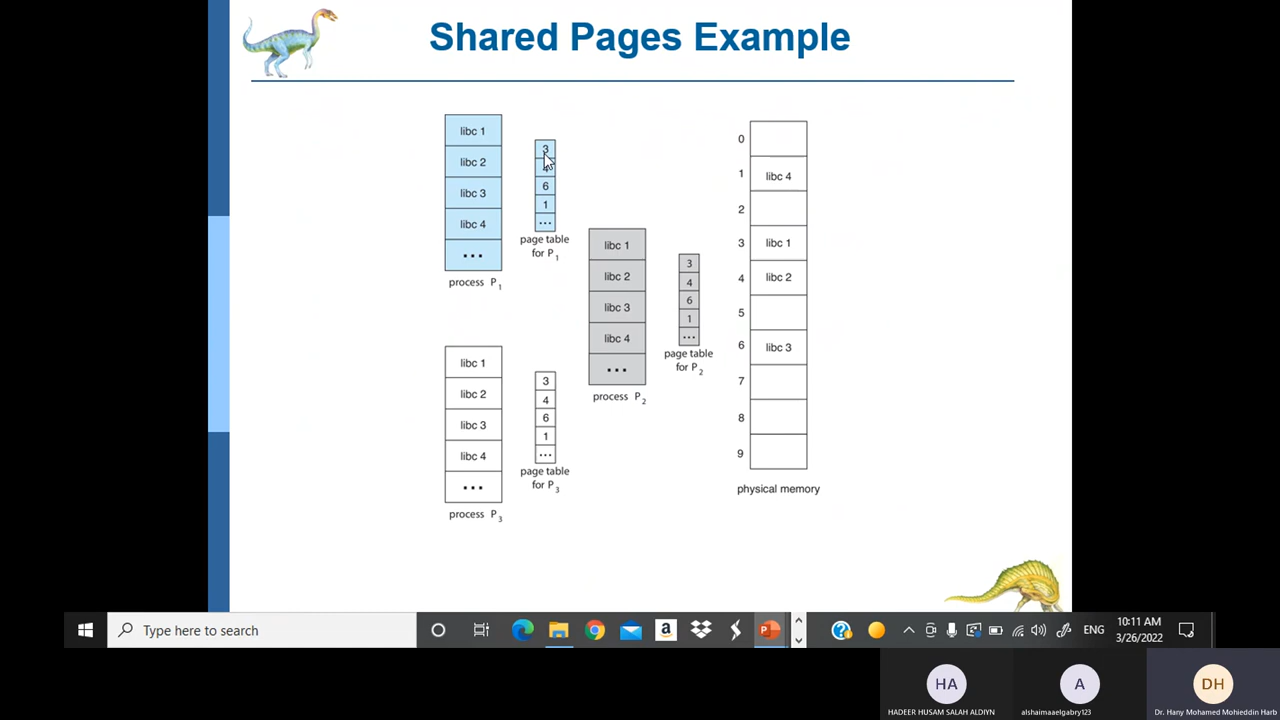 Shared Pages Example
libc 1
libc 2
libc 3
libc 4
...
process P1
3
4
6
1
...
page table
for P1
libc 1
libc 2
libc 3
libc 4
...
process P2
3
4
6
1
...
page table
for P2
libc 1
libc 2
libc 3
libc 4
...
process P3
3
4
6
1
...
page table
for P3
0
1 libc 4
2
3 libc 1
4 libc 2
5
6 libc 3
7
8
9
physical memory
Type here to search
ENG
10:11 AM
3/26/2022
HA
HADEER HUSAM SALAH ALDIYN
A
alshaimaaelgabry123
DH
Dr. Hany Mohamed Mohieddin Harb